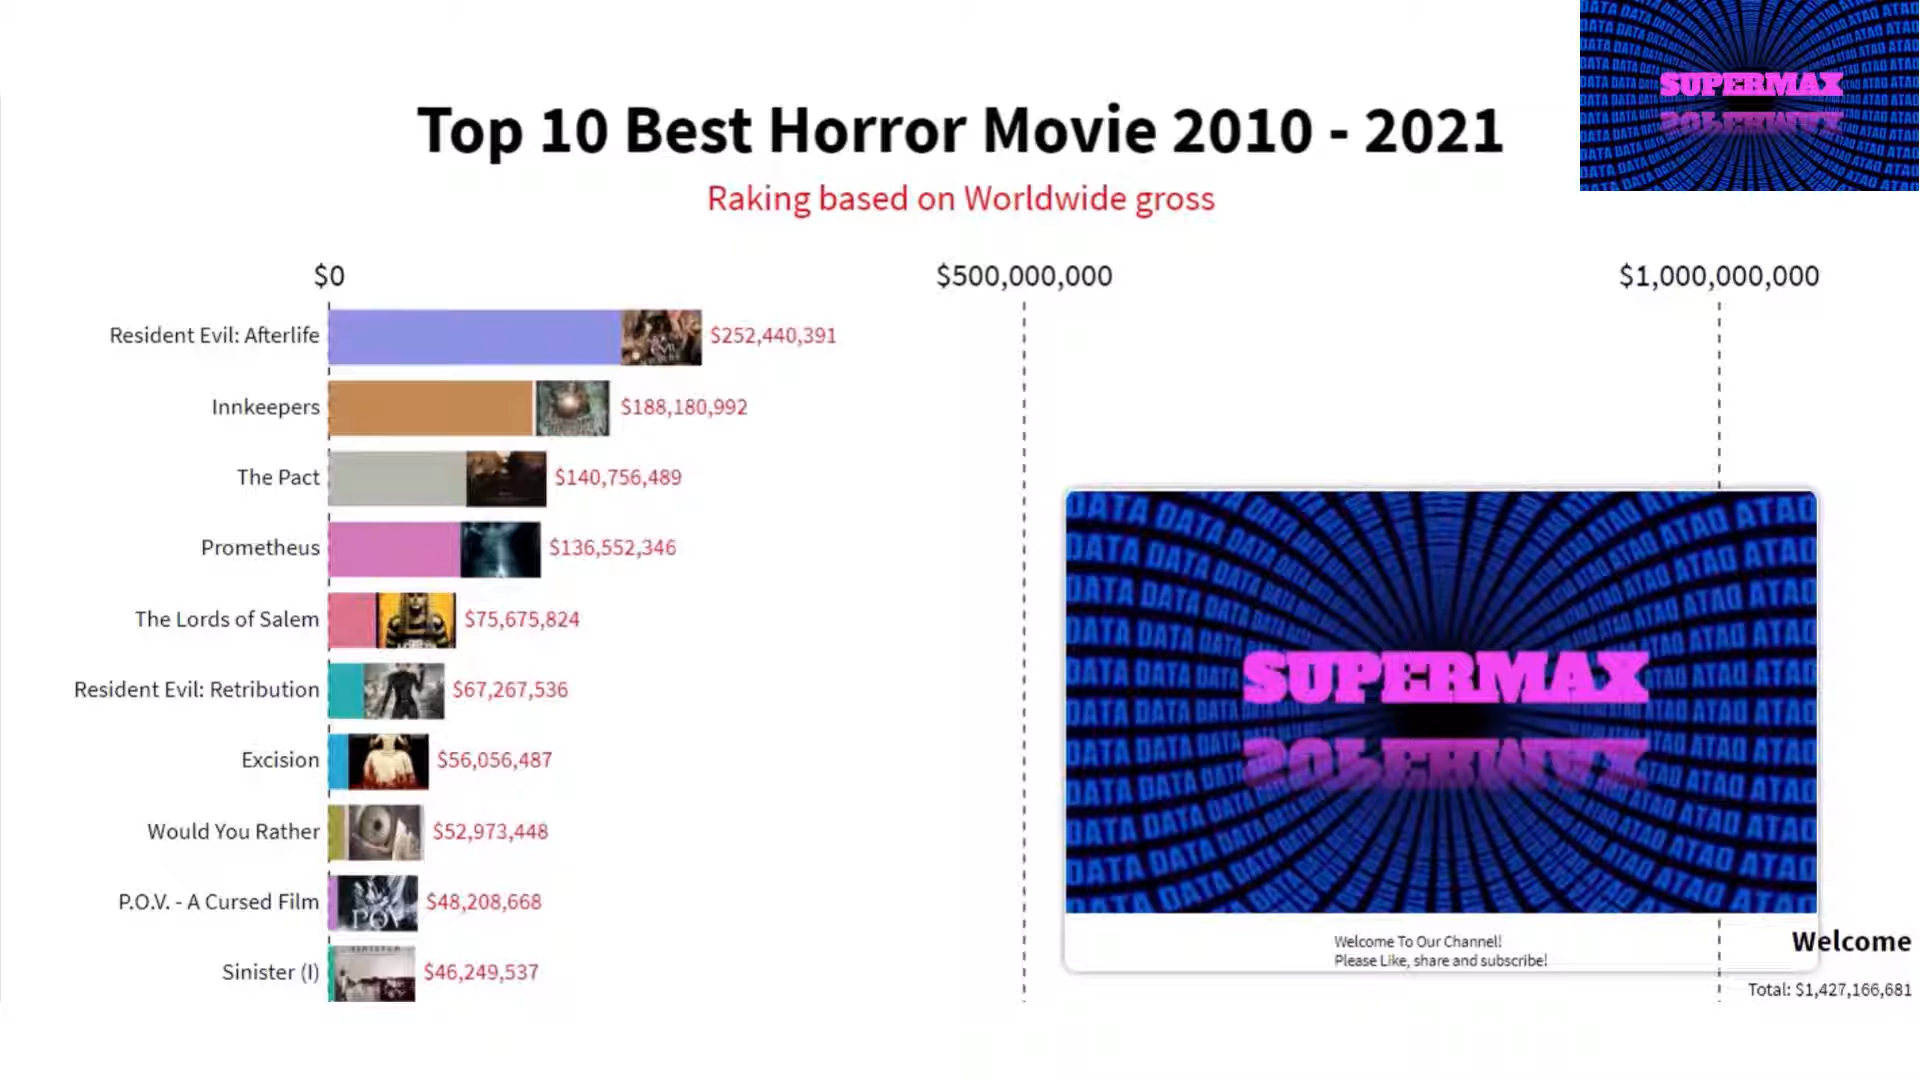 SUPERMAX
Top 10 Best Horror Movie 2010 - 2021
Raking based on Worldwide gross
$0 $500,000,000 $1,000,000,000
Resident Evil: Afterlife $252,440,391
Innkeepers $188,180,992
The Pact $140,756,489
Prometheus $136,552,346
The Lords of Salem $75,675,824
Resident Evil: Retribution $67,267,536
Excision $56,056,487
Would You Rather $52,973,448
P.O.V. - A Cursed Film $48,208,668
POV
Sinister (I) $46,249,537
DATA DATA DATA
SUPERMAX
Welcome To Our Channel!
Please Like, share and subscribe!
Welcome
Total: $1,427,166,681